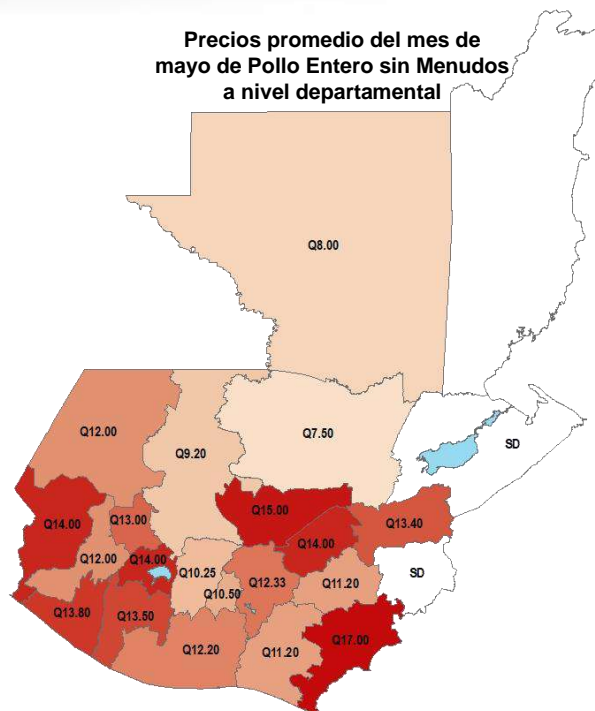 Precios promedio del mes de
mayo de Pollo Entero sin Menudos
a nivel departamental
Q8.00
Q12.00
Q9.20
Q7.50
SD
Q14.00
Q13.00
Q15.00
Q13.40
Q12.00
Q14.00
Q14.00
Q10.25
Q10.50
Q12.33
Q11.20
SD
Q13.80
Q13.50
Q12.20
Q11.20
Q17.00